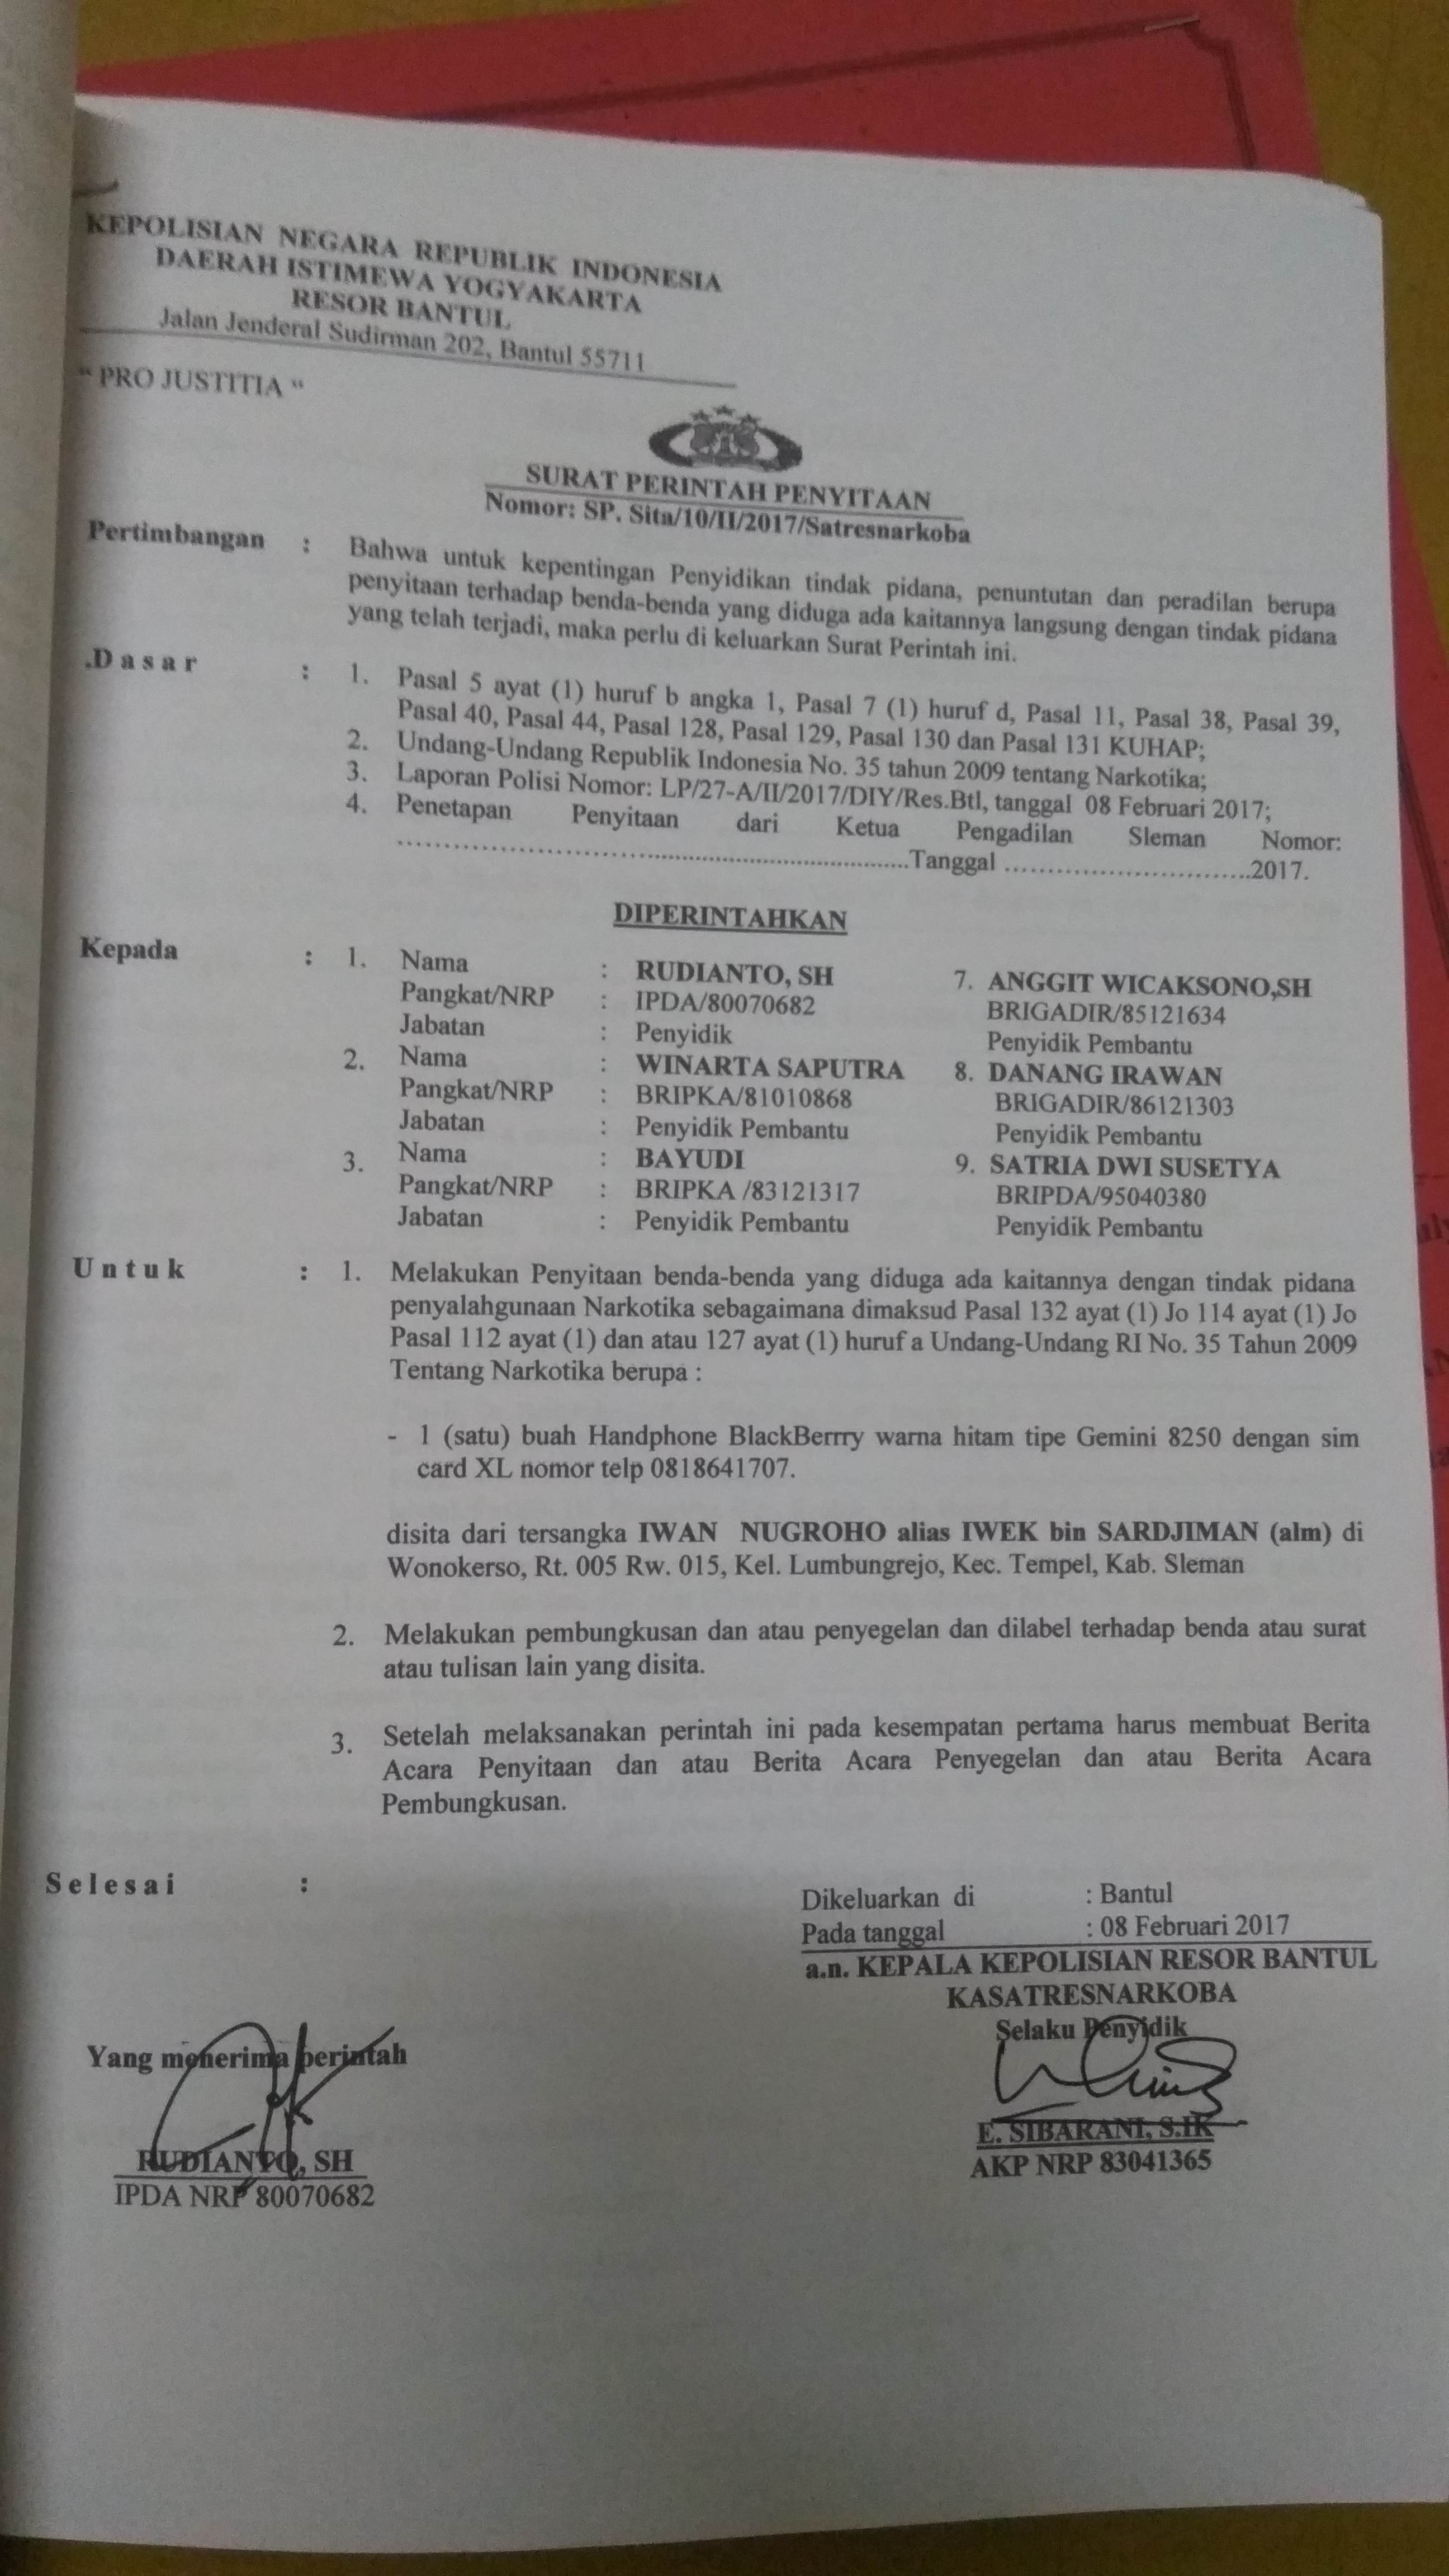 KEPOLISIAN NEGARA REPUBLIK INDONESIA
DAERAH ISTIMEWA YOGYAKARTA
RESOR BANTUL
Jalan Jenderal Sudirman 202, Bantul 55711
" PRO JUSTITIA "
SURAT PERINTAH PENYITAAN
Nomor: SP. Sita/10/II/2017/Satresnarkoba
Pertimbangan : Bahwa untuk kepentingan Penyidikan tindak pidana, penuntutan dan peradilan berupa
penyitaan terhadap benda-benda yang diduga ada kaitannya langsung dengan tindak pidana
yang telah terjadi, maka perlu di keluarkan Surat Perintah ini.
.D a s a r : 1. Pasal 5 ayat (1) huruf b angka 1, Pasal 7 (1) huruf d, Pasal 11, Pasal 38, Pasal 39,
Pasal 40, Pasal 44, Pasal 128, Pasal 129, Pasal 130 dan Pasal 131 KUHAP;
2. Undang-Undang Republik Indonesia No. 35 tahun 2009 tentang Narkotika;
3. Laporan Polisi Nomor: LP/27-A/II/2017/DIY/Res.Btl, tanggal 08 Februari 2017;
4. Penetapan Penyitaan dari Ketua Pengadilan Sleman Nomor:
....................................................................Tanggal ..............................2017.
DIPERINTAHKAN
Kepada : 1. Nama : RUDIANTO, SH 7. ANGGIT WICAKSONO,SH
Pangkat/NRP : IPDA/80070682 BRIGADIR/85121634
Jabatan : Penyidik Penyidik Pembantu
2. Nama : WINARTA SAPUTRA 8. DANANG IRAWAN
Pangkat/NRP : BRIPKA/81010868 BRIGADIR/86121303
Jabatan : Penyidik Pembantu Penyidik Pembantu
3. Nama : BAYUDI 9. SATRIA DWI SUSETYA
Pangkat/NRP : BRIPKA /83121317 BRIPDA/95040380
Jabatan : Penyidik Pembantu Penyidik Pembantu
U n t u k : 1. Melakukan Penyitaan benda-benda yang diduga ada kaitannya dengan tindak pidana
penyalahgunaan Narkotika sebagaimana dimaksud Pasal 132 ayat (1) Jo 114 ayat (1) Jo
Pasal 112 ayat (1) dan atau 127 ayat (1) huruf a Undang-Undang RI No. 35 Tahun 2009
Tentang Narkotika berupa :
- 1 (satu) buah Handphone BlackBerrry warna hitam tipe Gemini 8250 dengan sim
card XL nomor telp 0818641707.
disita dari tersangka IWAN NUGROHO alias IWEK bin SARDJIMAN (alm) di
Wonokerso, Rt. 005 Rw. 015, Kel. Lumbungrejo, Kec. Tempel, Kab. Sleman
2. Melakukan pembungkusan dan atau penyegelan dan dilabel terhadap benda atau surat
atau tulisan lain yang disita.
3. Setelah melaksanakan perintah ini pada kesempatan pertama harus membuat Berita
Acara Penyitaan dan atau Berita Acara Penyegelan dan atau Berita Acara
Pembungkusan.
S e l e s a i :
Dikeluarkan di : Bantul
Pada tanggal : 08 Februari 2017
a.n. KEPALA KEPOLISIAN RESOR BANTUL
KASATRESNARKOBA
Selaku Penyidik
Yang menerima perintah
E. SIBARANI, S.IK
AKP NRP 83041365
RUDIANTO, SH
IPDA NRP 80070682